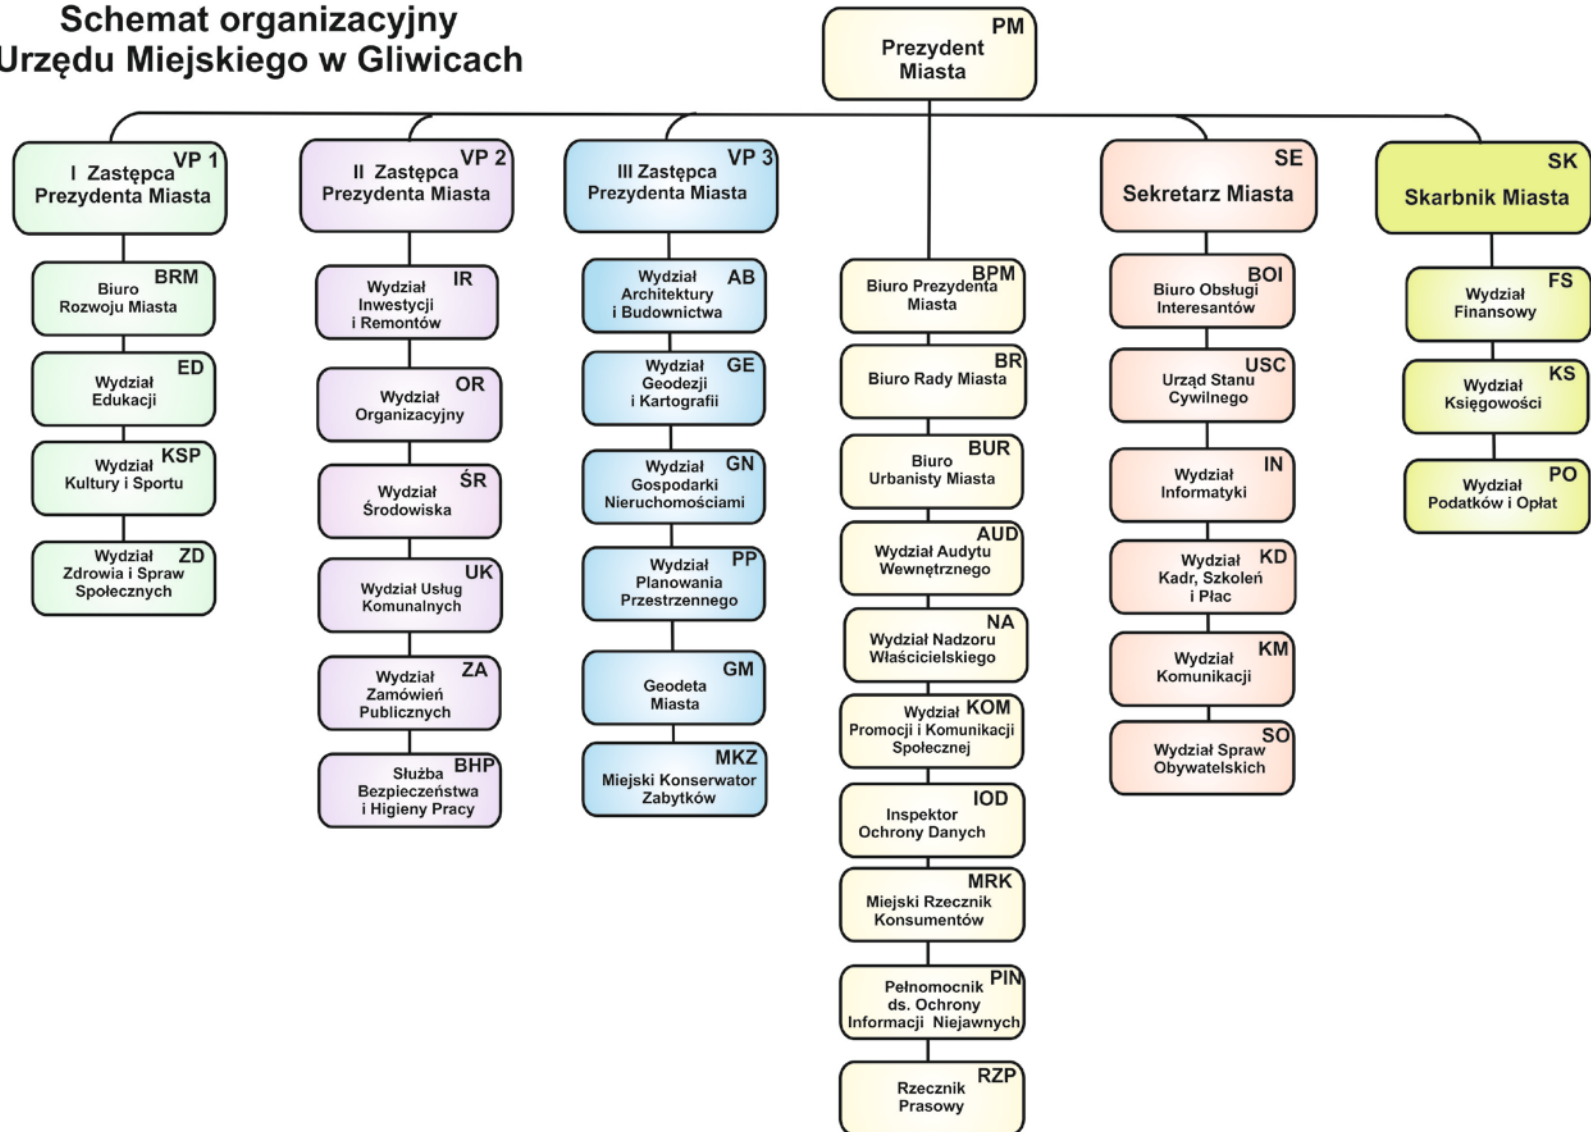 Schemat organizacyjny
Urzędu Miejskiego w Gliwicach
PM
Prezydent
Miasta
VP 1
I Zastępca
Prezydenta Miasta
BRM
Biuro
Rozwoju Miasta
ED
Wydział
Edukacji
KSP
Wydział
Kultury i Sportu
ZD
Wydział
Zdrowia i Spraw
Społecznych
VP 2
II Zastępca
Prezydenta Miasta
IR
Wydział
Inwestycji
i Remontów
OR
Wydział
Organizacyjny
ŚR
Wydział
Środowiska
UK
Wydział Usług
Komunalnych
ZA
Wydział
Zamówień
Publicznych
BHP
Służba
Bezpieczeństwa
i Higieny Pracy
VP 3
III Zastępca
Prezydenta Miasta
AB
Wydział
Architektury
i Budownictwa
GE
Wydział
Geodezji
i Kartografii
GN
Wydział
Gospodarki
Nieruchomościami
PP
Wydział
Planowania
Przestrzennego
GM
Geodeta
Miasta
MKZ
Miejski Konserwator
Zabytków
BPM
Biuro Prezydenta
Miasta
BR
Biuro Rady Miasta
BUR
Biuro
Urbanisty Miasta
AUD
Wydział Audytu
Wewnętrznego
NA
Wydział Nadzoru
Właścicielskiego
KOM
Wydział
Promocji i Komunikacji
Społecznej
IOD
Inspektor
Ochrony Danych
MRK
Miejski Rzecznik
Konsumentów
PIN
Pełnomocnik
ds. Ochrony
Informacji Niejawnych
RZP
Rzecznik
Prasowy
SE
Sekretarz Miasta
BOI
Biuro Obsługi
Interesantów
USC
Urząd Stanu
Cywilnego
IN
Wydział
Informatyki
KD
Wydział
Kadr, Szkoleń
i Płac
KM
Wydział
Komunikacji
SO
Wydział Spraw
Obywatelskich
SK
Skarbnik Miasta
FS
Wydział
Finansowy
KS
Wydział
Księgowości
PO
Wydział
Podatków i Opłat